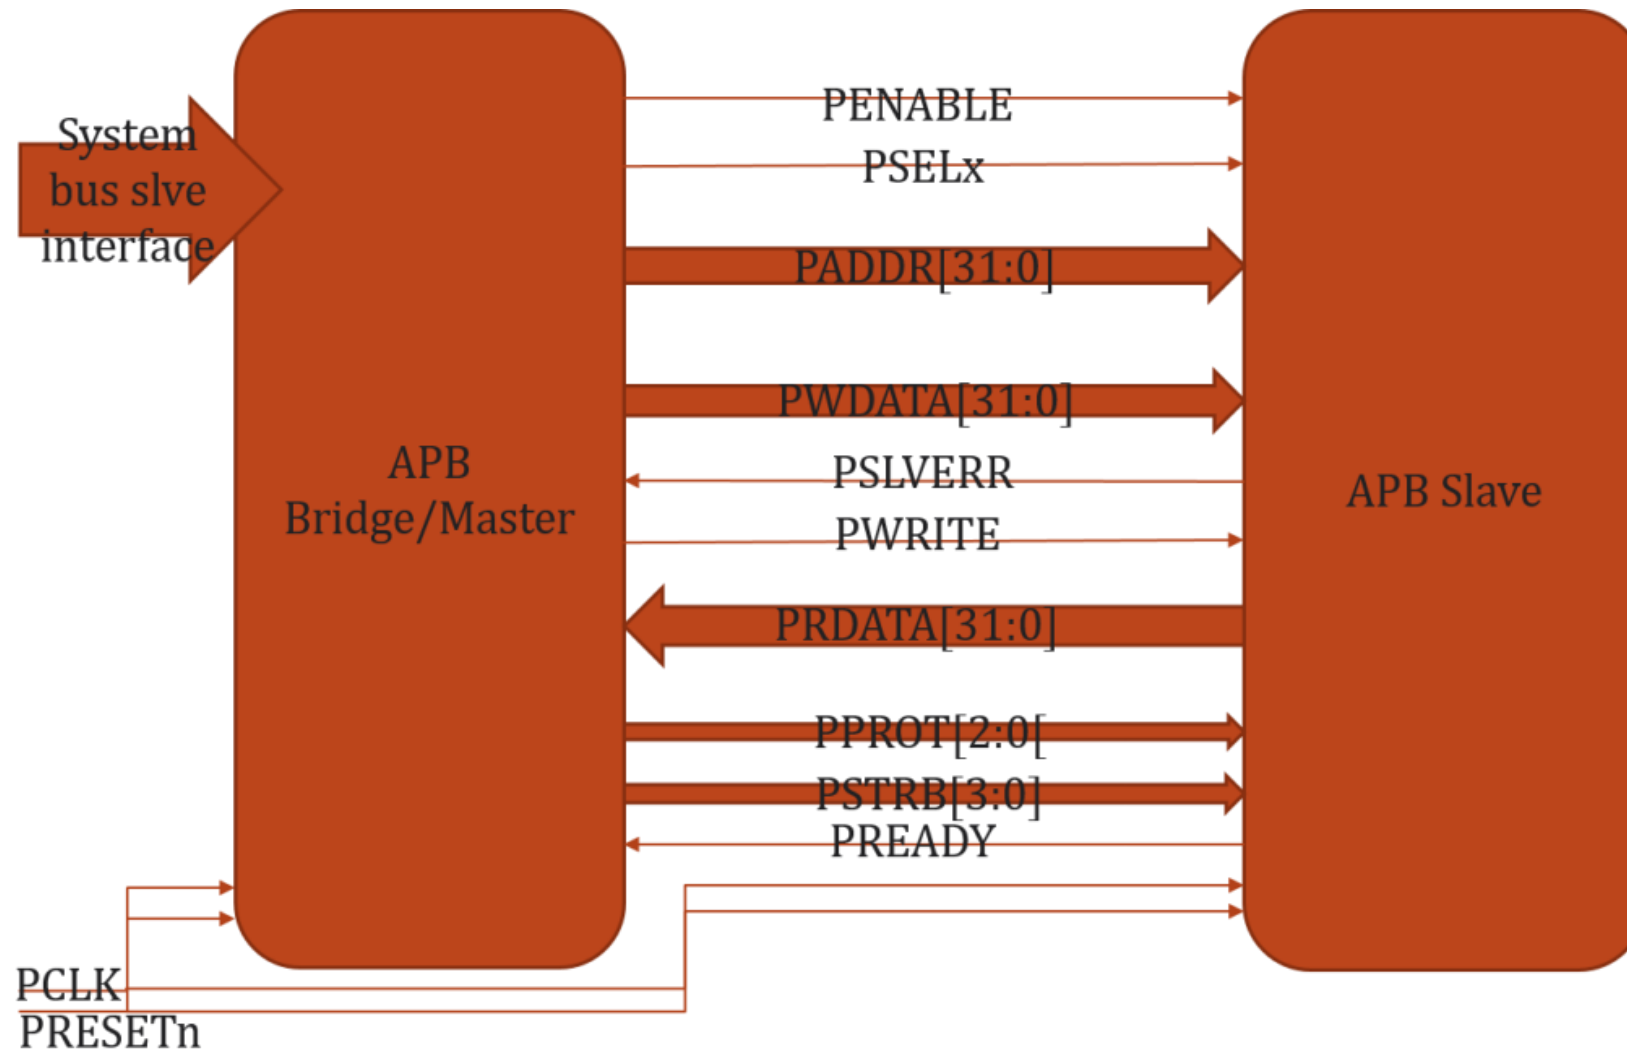 System
bus slve
interface
APB
Bridge/Master
PENABLE
PSELx
PADDR[31:0]
PWDATA[31:0]
PSLVERR
PWRITE
PRDATA[31:0]
PPROT[2:0[
PSTRB[3:0]
PREADY
APB Slave
PCLK
PRESETn